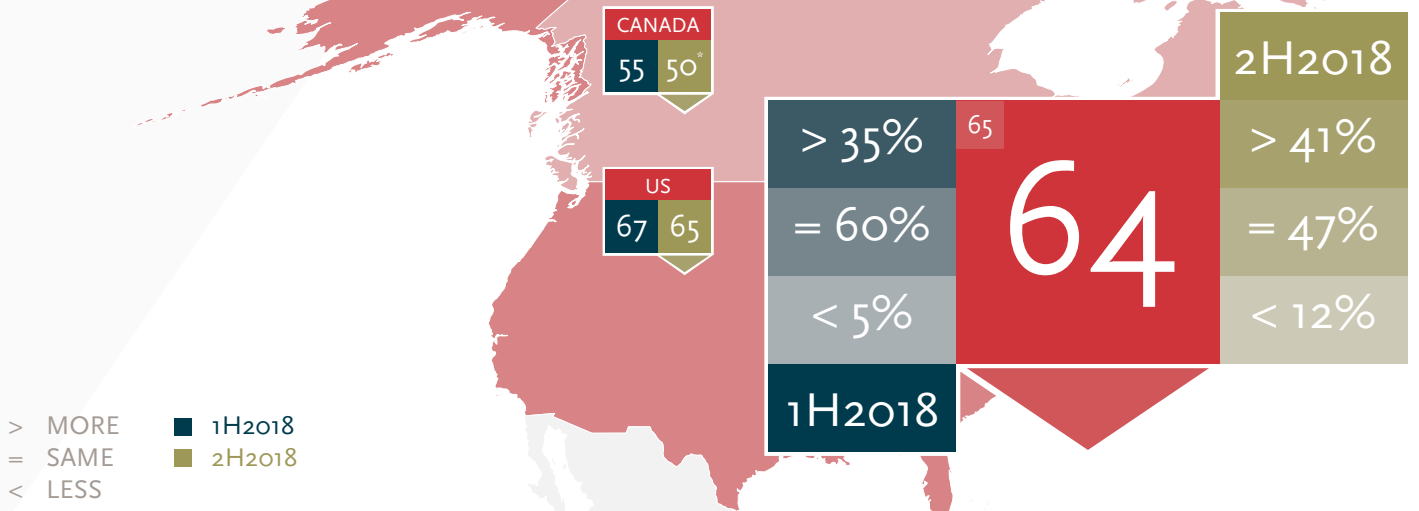 CANADA
55 50*
US
67 65
2H2018
> 35% 65 > 41%
64
= 60% = 47%
< 5% < 12%
1H2018
> MORE 1H2018
= SAME 2H2018
< LESS